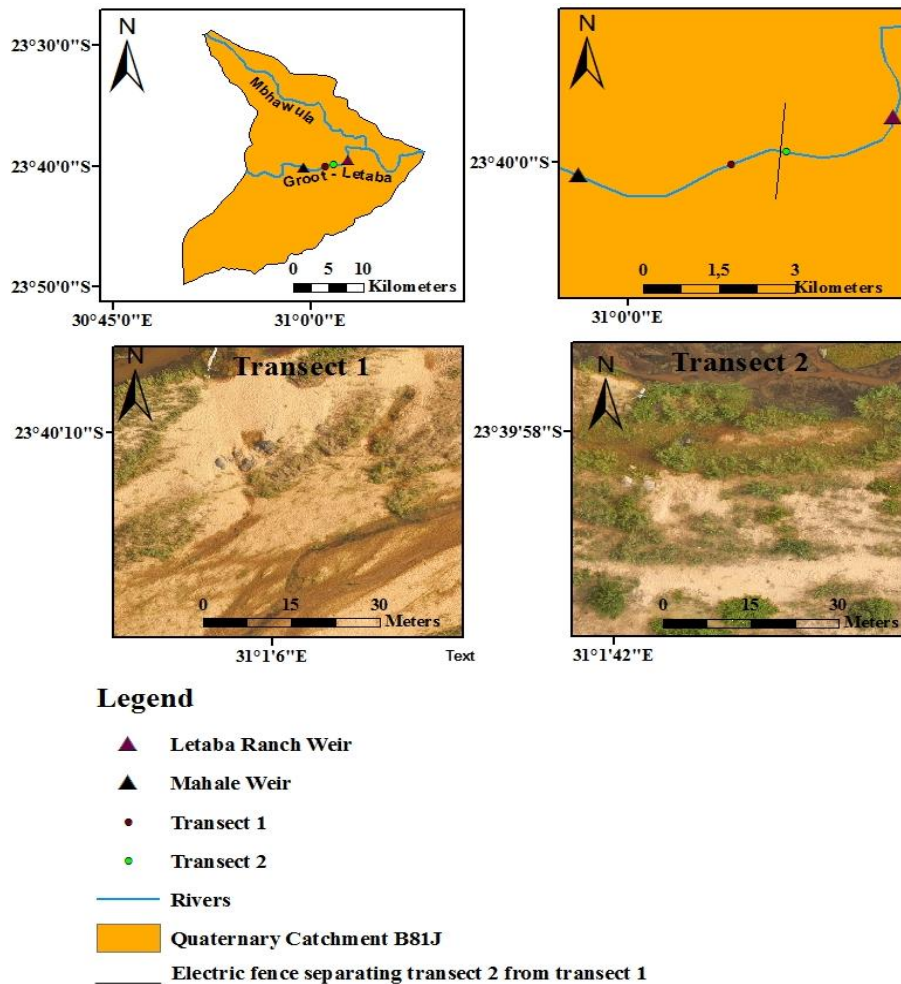 N
23°30'0"S
Mbhawula
23°40'0"S
Groot - Letaba
0 5 10
Kilometers
23°50'0"S
30°45'0"E 31°0'0"E
N
23°40'0"S
0 1,5 3
Kilometers
31°0'0"E
N
Transect 1
23°40'10"S
0 15 30
Meters
31°1'6"E
Text
N
Transect 2
23°39'58"S
0 15 30
Meters
31°1'42"E
Legend
Letaba Ranch Weir
Mahale Weir
Transect 1
Transect 2
Rivers
Quaternary Catchment B81J
Electric fence separating transect 2 from transect 1